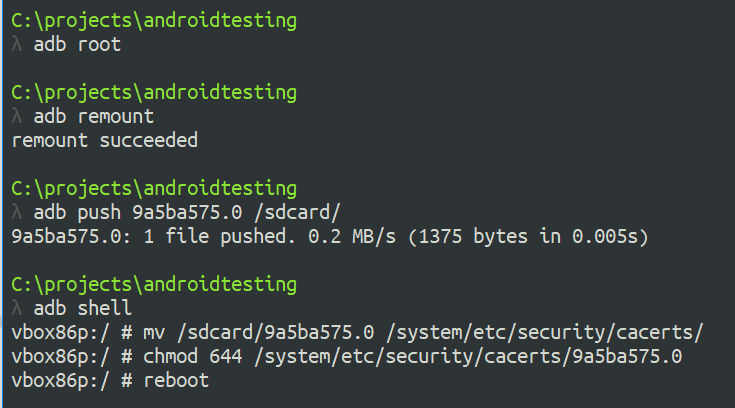 C:\projects\androidtesting
λ adb root
C:\projects\androidtesting
λ adb remount
remount succeeded
C:\projects\androidtesting
λ adb push 9a5ba575.0 /sdcard/
9a5ba575.0: 1 file pushed. 0.2 MB/s (1375 bytes in 0.005s)
C:\projects\androidtesting
λ adb shell
vbox86p:/ # mv /sdcard/9a5ba575.0 /system/etc/security/cacerts/
vbox86p:/ # chmod 644 /system/etc/security/cacerts/9a5ba575.0
vbox86p:/ # reboot